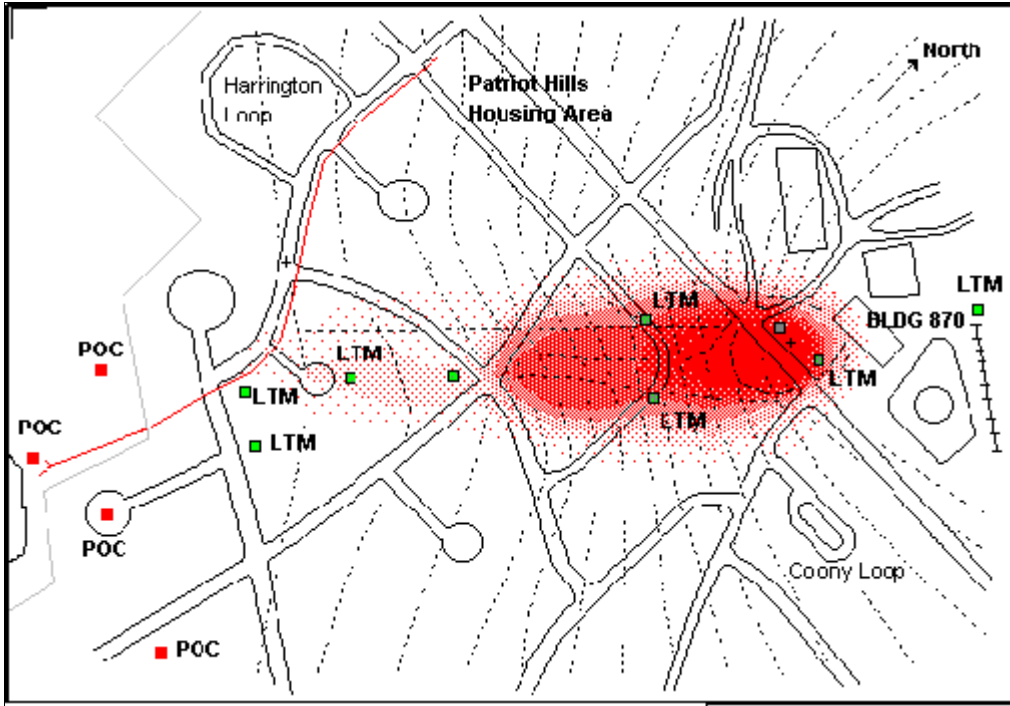 North
Harrington
Loop
Patriot Hills
Housing Area
LTM
LTM
BLDG 870
POC
LTM
LTM
LTM
LTM
POC
LTM
POC
Coony Loop
POC